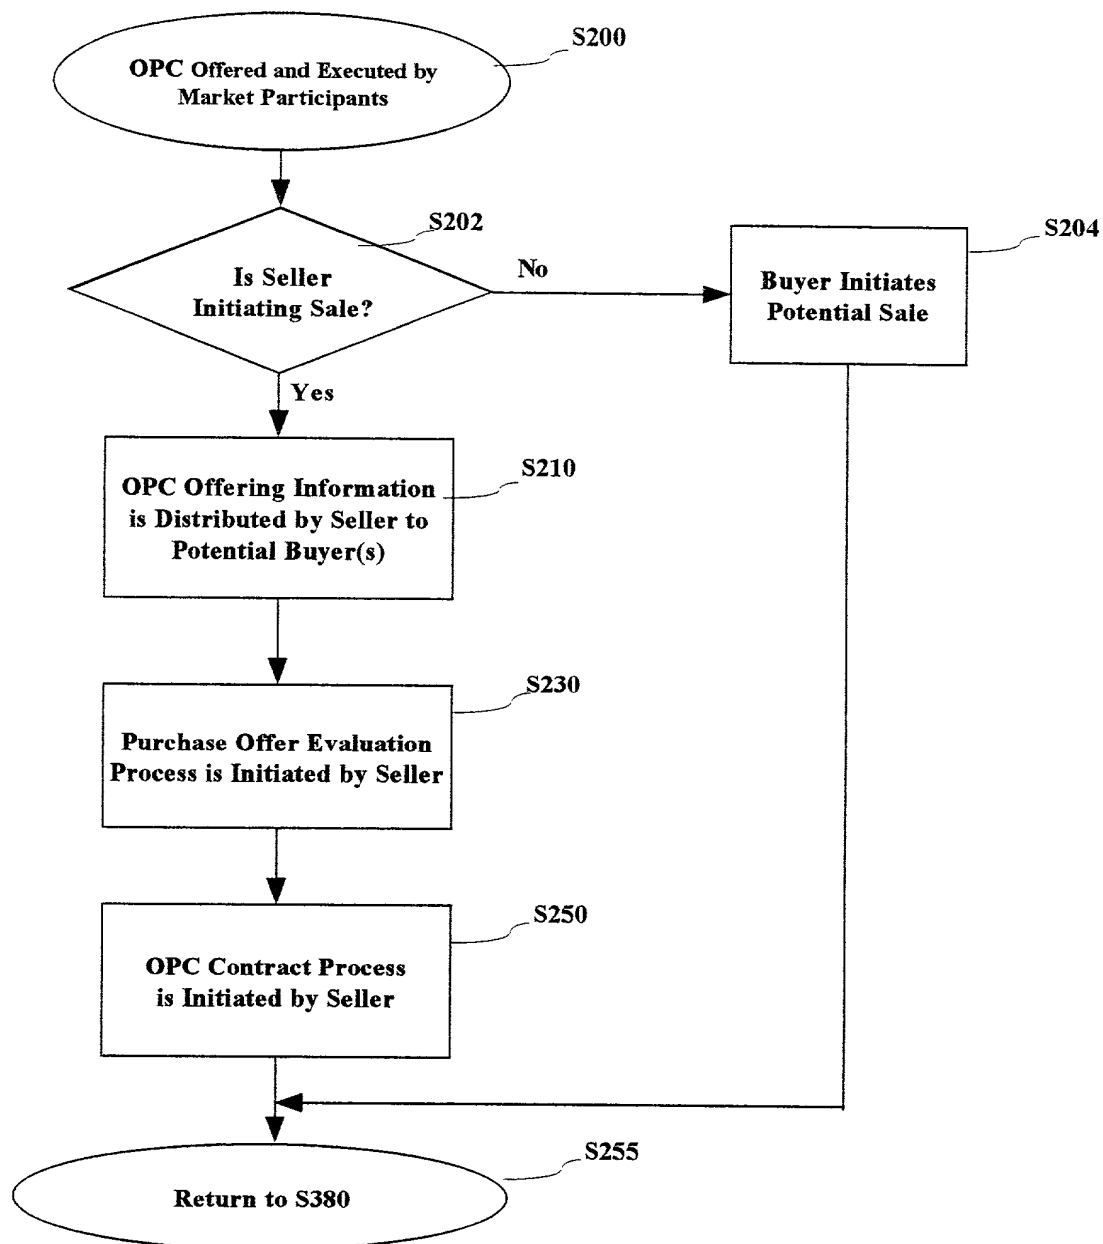 S200
OPC Offered and Executed by
Market Participants
S202
Is Seller
Initiating Sale?
No
S204
Buyer Initiates
Potential Sale
Yes
S210
OPC Offering Information
is Distributed by Seller to
Potential Buyer(s)
S230
Purchase Offer Evaluation
Process is Initiated by Seller
S250
OPC Contract Process
is Initiated by Seller
S255
Return to S380